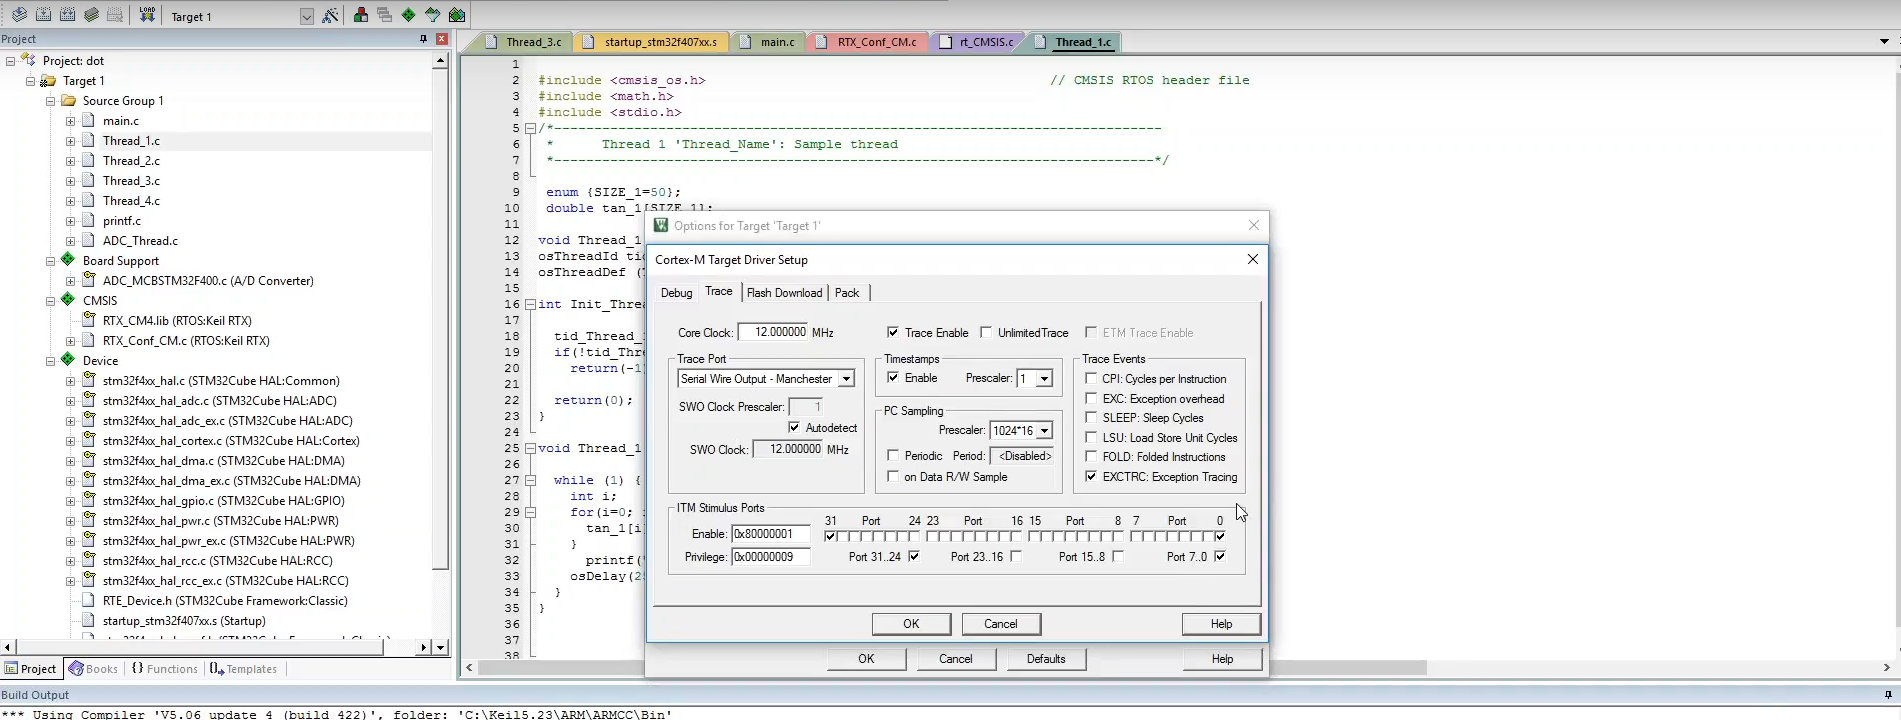 LOAD
Target 1
Project
Project: dot
Target 1
Source Group 1
main.c
Thread_1.c
Thread_2.c
Thread_3.c
Thread_4.c
printf.c
ADC_Thread.c
Board Support
ADC_MCBSTM32F400.c (A/D Converter)
CMSIS
RTX_CM4.lib (RTOS:Keil RTX)
RTX_Conf_CM.c (RTOS:Keil RTX)
Device
stm32f4xx_hal.c (STM32Cube HAL:Common)
stm32f4xx_hal_adc.c (STM32Cube HAL:ADC)
stm32f4xx_hal_adc_ex.c (STM32Cube HAL:ADC)
stm32f4xx_hal_cortex.c (STM32Cube HAL:Cortex)
stm32f4xx_hal_dma.c (STM32Cube HAL:DMA)
stm32f4xx_hal_dma_ex.c (STM32Cube HAL:DMA)
stm32f4xx_hal_gpio.c (STM32Cube HAL:GPIO)
stm32f4xx_hal_pwr.c (STM32Cube HAL:PWR)
stm32f4xx_hal_pwr_ex.c (STM32Cube HAL:PWR)
stm32f4xx_hal_rcc.c (STM32Cube HAL:RCC)
stm32f4xx_hal_rcc_ex.c (STM32Cube HAL:RCC)
RTE_Device.h (STM32Cube Framework:Classic)
startup_stm32f407xx.s (Startup)
Project Books {} Functions Templates
Thread_3.c startup_stm32f407xx.s main.c RTX_Conf_CM.c rt_CMSIS.c Thread_1.c
1
2 #include <cmsis_os.h> // CMSIS RTOS header file
3 #include <math.h>
4 #include <stdio.h>
5 /*----------------------------------------------------------------------------
6 * Thread 1 'Thread_Name': Sample thread
7 *---------------------------------------------------------------------------*/
8
9 enum {SIZE_1=50};
10 double tan_1[SIZE_1];
11
12 void Thread_1
13 osThreadId tid
14 osThreadDef (
15
16 int Init_Threa
17
18 tid_Thread_
19 if(!tid_Thre
20 return(-1
21
22 return(0);
23 }
24
25 void Thread_1
26
27 while (1) {
28 int i;
29 for(i=0;
30 tan_1[i
31 }
32 printf(
33 osDelay(25
34 }
35 }
36
37
38
Options for Target 'Target 1'
Cortex-M Target Driver Setup
Debug Trace Flash Download Pack
Core Clock: 12.000000 MHz
Trace Enable Unlimited Trace ETM Trace Enable
Trace Port
Serial Wire Output - Manchester
SWO Clock Prescaler: 1
Autodetect
SWO Clock: 12.000000 MHz
Timestamps
Enable Prescaler: 1
PC Sampling
Prescaler: 1024*16
Periodic Period: <Disabled>
on Data R/W Sample
Trace Events
CPI: Cycles per Instruction
EXC: Exception overhead
SLEEP: Sleep Cycles
LSU: Load Store Unit Cycles
FOLD: Folded Instructions
EXCTRC: Exception Tracing
ITM Stimulus Ports
31 Port 24 23 Port 16 15 Port 8 7 Port 0
Enable: 0x80000001
Privilege: 0x00000009 Port 31..24 Port 23..16 Port 15..8 Port 7..0
OK Cancel Help
OK Cancel Defaults Help
Build Output
*** Using Compiler 'V5.06 update 4 (build 422)', folder: 'C:\Keil5.23\ARM\ARMCC\Bin'